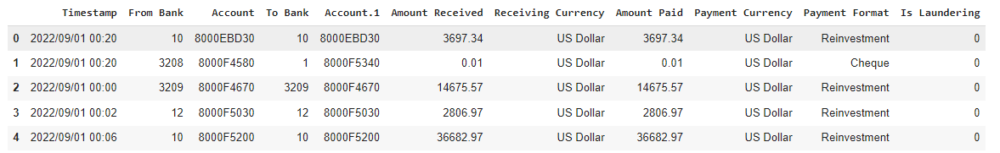 Timestamp From Bank Account To Bank Account.1 Amount Received Receiving Currency Amount Paid Payment Currency Payment Format Is Laundering
0 2022/09/01 00:20 10 8000EBD30 10 8000EBD30 3697.34 US Dollar 3697.34 US Dollar Reinvestment 0
1 2022/09/01 00:20 3208 8000F4580 1 8000F5340 0.01 US Dollar 0.01 US Dollar Cheque 0
2 2022/09/01 00:00 3209 8000F4670 3209 8000F4670 14675.57 US Dollar 14675.57 US Dollar Reinvestment 0
3 2022/09/01 00:02 12 8000F5030 12 8000F5030 2806.97 US Dollar 2806.97 US Dollar Reinvestment 0
4 2022/09/01 00:06 10 8000F5200 10 8000F5200 36682.97 US Dollar 36682.97 US Dollar Reinvestment 0